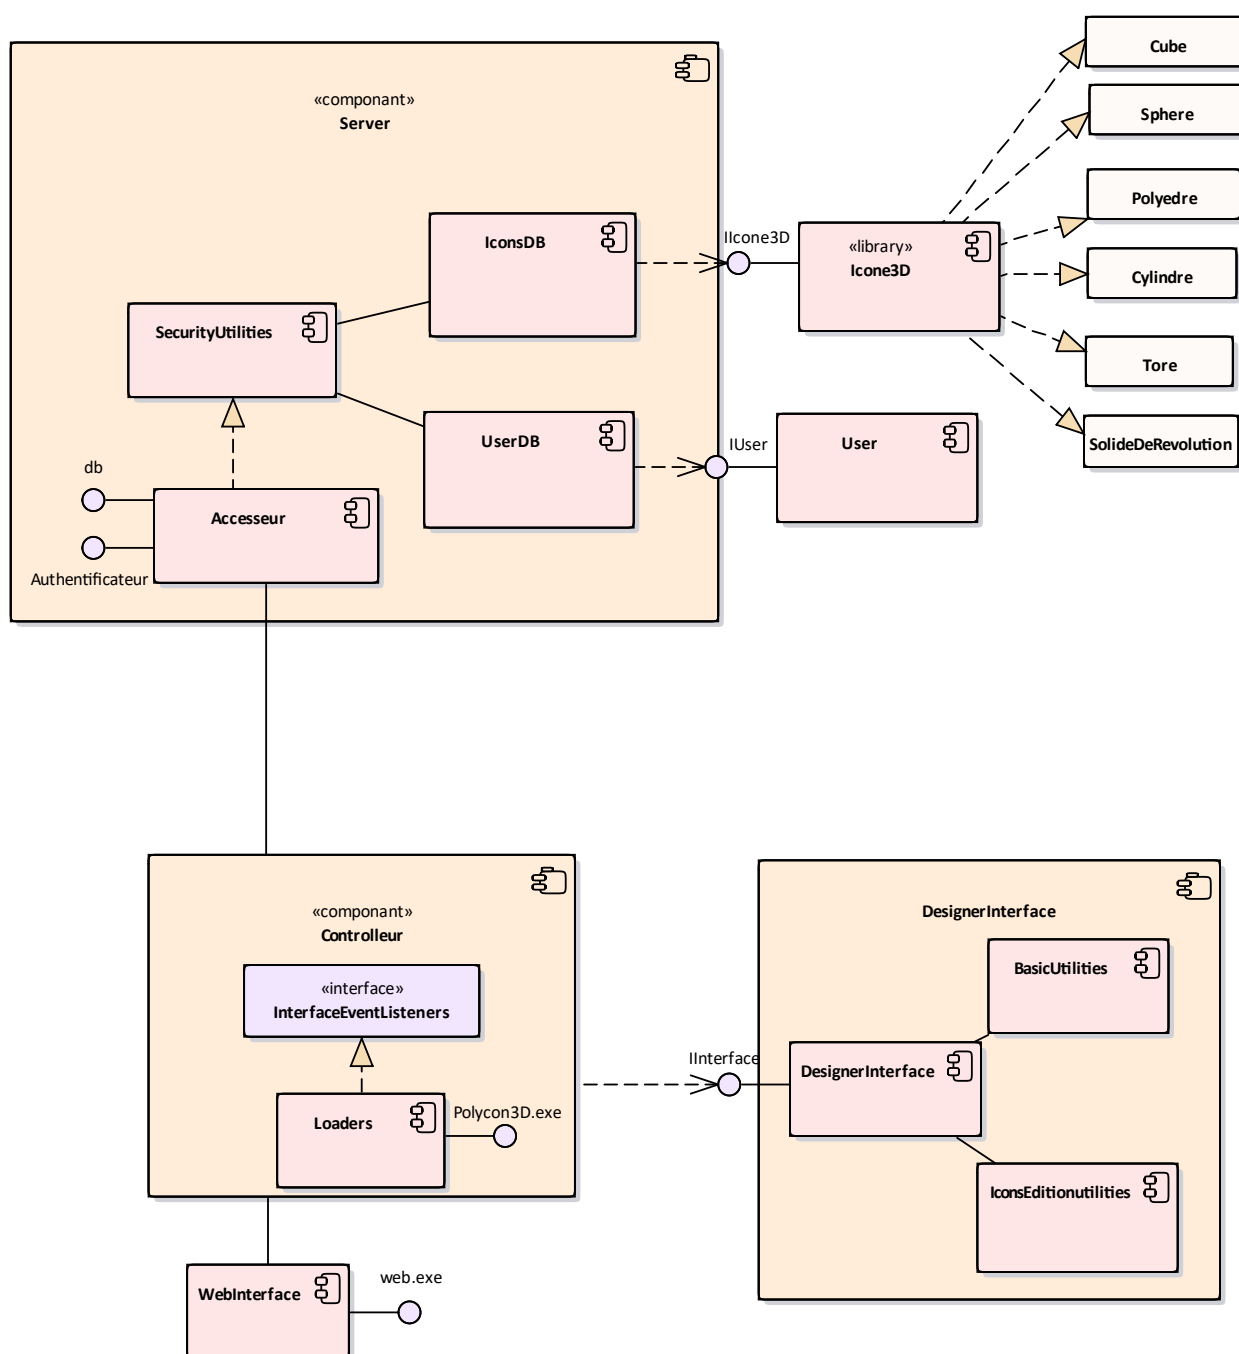 Cube
Sphere
Polyedre
Cylindre
Tore
SolideDeRevolution
«componant»
Server
IconsDB
IIcone3D
«library»
Icone3D
SecurityUtilities
UserDB
IUser
User
db
Accesseur
Authentificateur
«componant»
Controlleur
«interface»
InterfaceEventListeners
Loaders
Polycon3D.exe
IInterface
DesignerInterface
BasicUtilities
DesignerInterface
IconsEditionutilities
WebInterface
web.exe